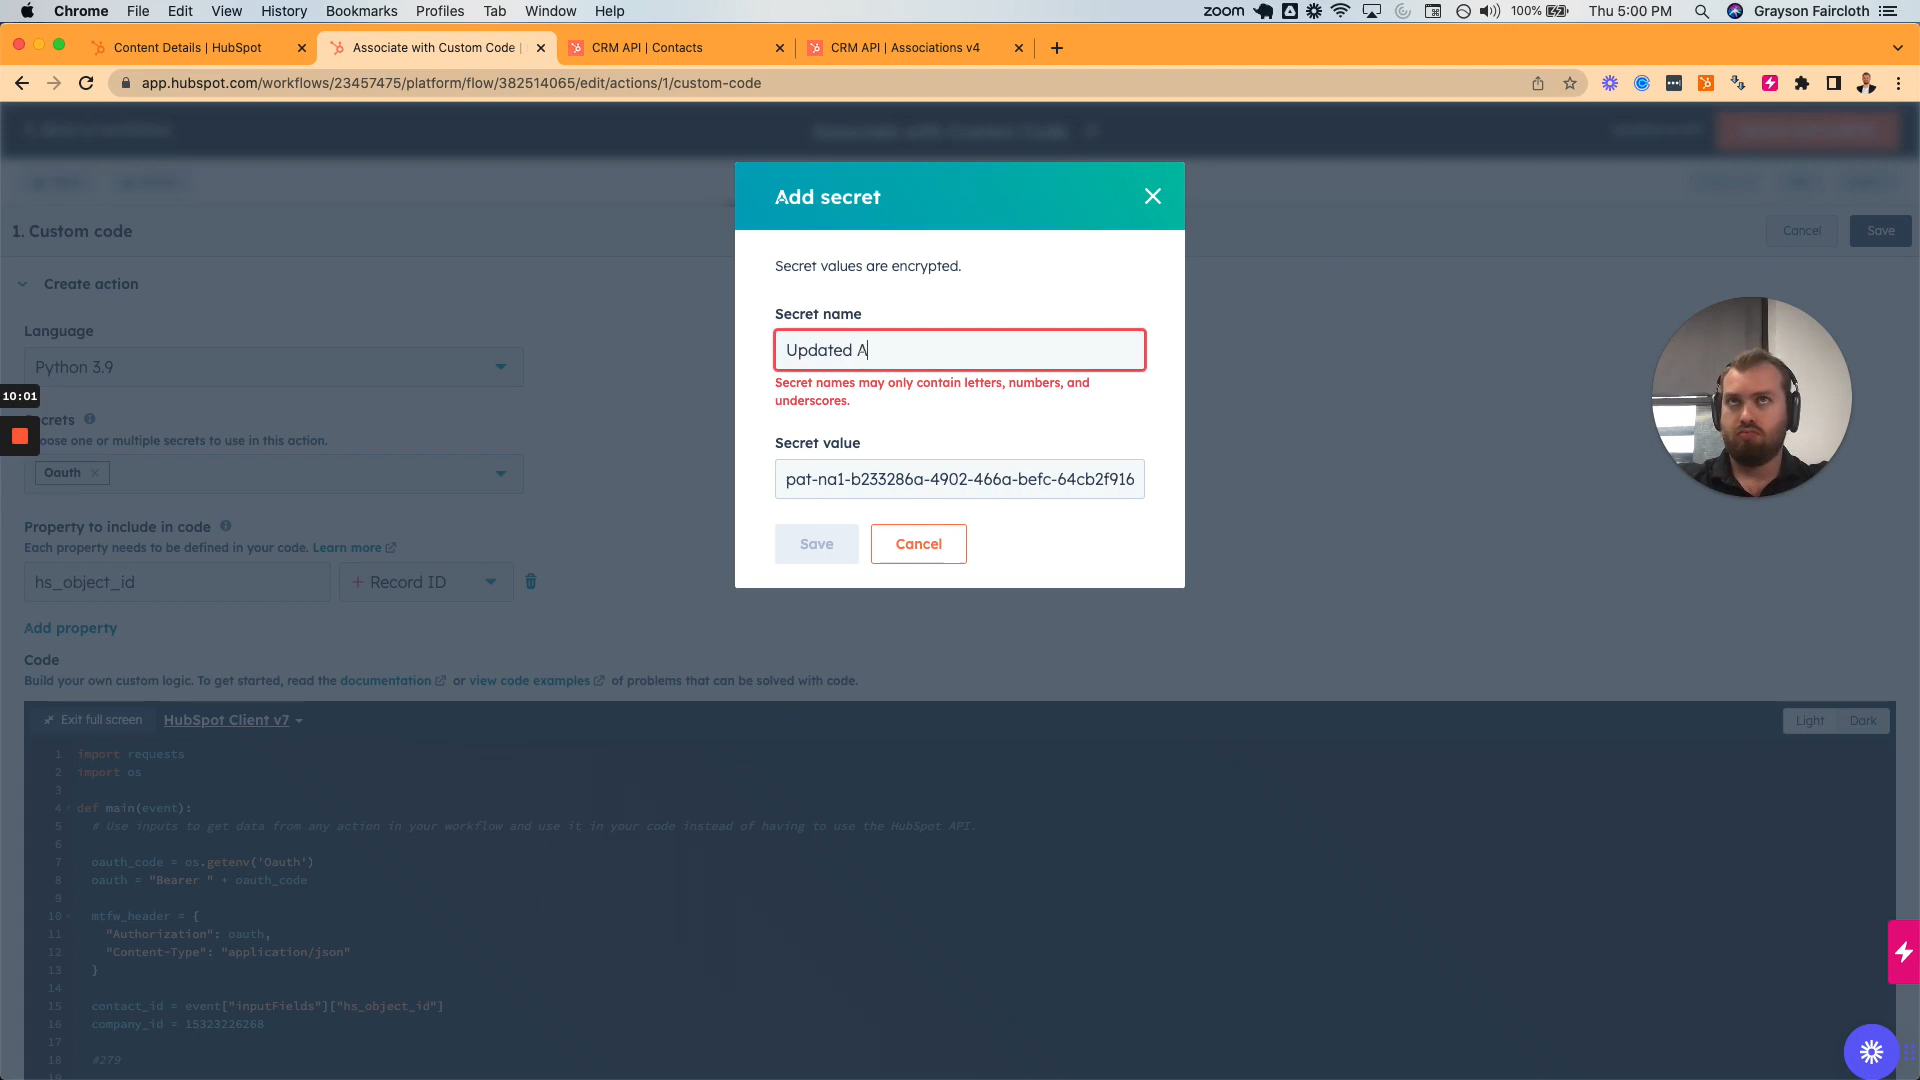 Chrome File Edit View History Bookmarks Profiles Tab Window Help
zoom 100% Thu 5:00 PM Grayson Faircloth
Content Details | HubSpot
Associate with Custom Code |
CRM API | Contacts
CRM API | Associations v4
app.hubspot.com/workflows/23457475/platform/flow/382514065/edit/actions/1/custom-code
Associate with Custom Code
1. Custom code
Cancel
Save
Create action
Language
Python 3.9
10:01
crets
oose one or multiple secrets to use in this action.
Oauth
Property to include in code
Each property needs to be defined in your code. Learn more
hs_object_id
+ Record ID
Add property
Code
Build your own custom logic. To get started, read the documentation or view code examples of problems that can be solved with code.
Exit full screen
HubSpot Client v7
Light
Dark
1 import requests
2 import os
3
4 def main(event):
5 # Use inputs to get data from any action in your workflow and use it in your code instead of having to use the HubSpot API.
6
7 oauth_code = os.getenv('Oauth')
8 oauth = "Bearer " + oauth_code
9
10 mtfw_header = {
11 "Authorization": oauth,
12 "Content-Type": "application/json"
13 }
14
15 contact_id = event["inputFields"]["hs_object_id"]
16 company_id = 15323226268
17
18 #279
19
Add secret
Secret values are encrypted.
Secret name
Updated A
Secret names may only contain letters, numbers, and
underscores.
Secret value
pat-na1-b233286a-4902-466a-befc-64cb2f916
Save
Cancel